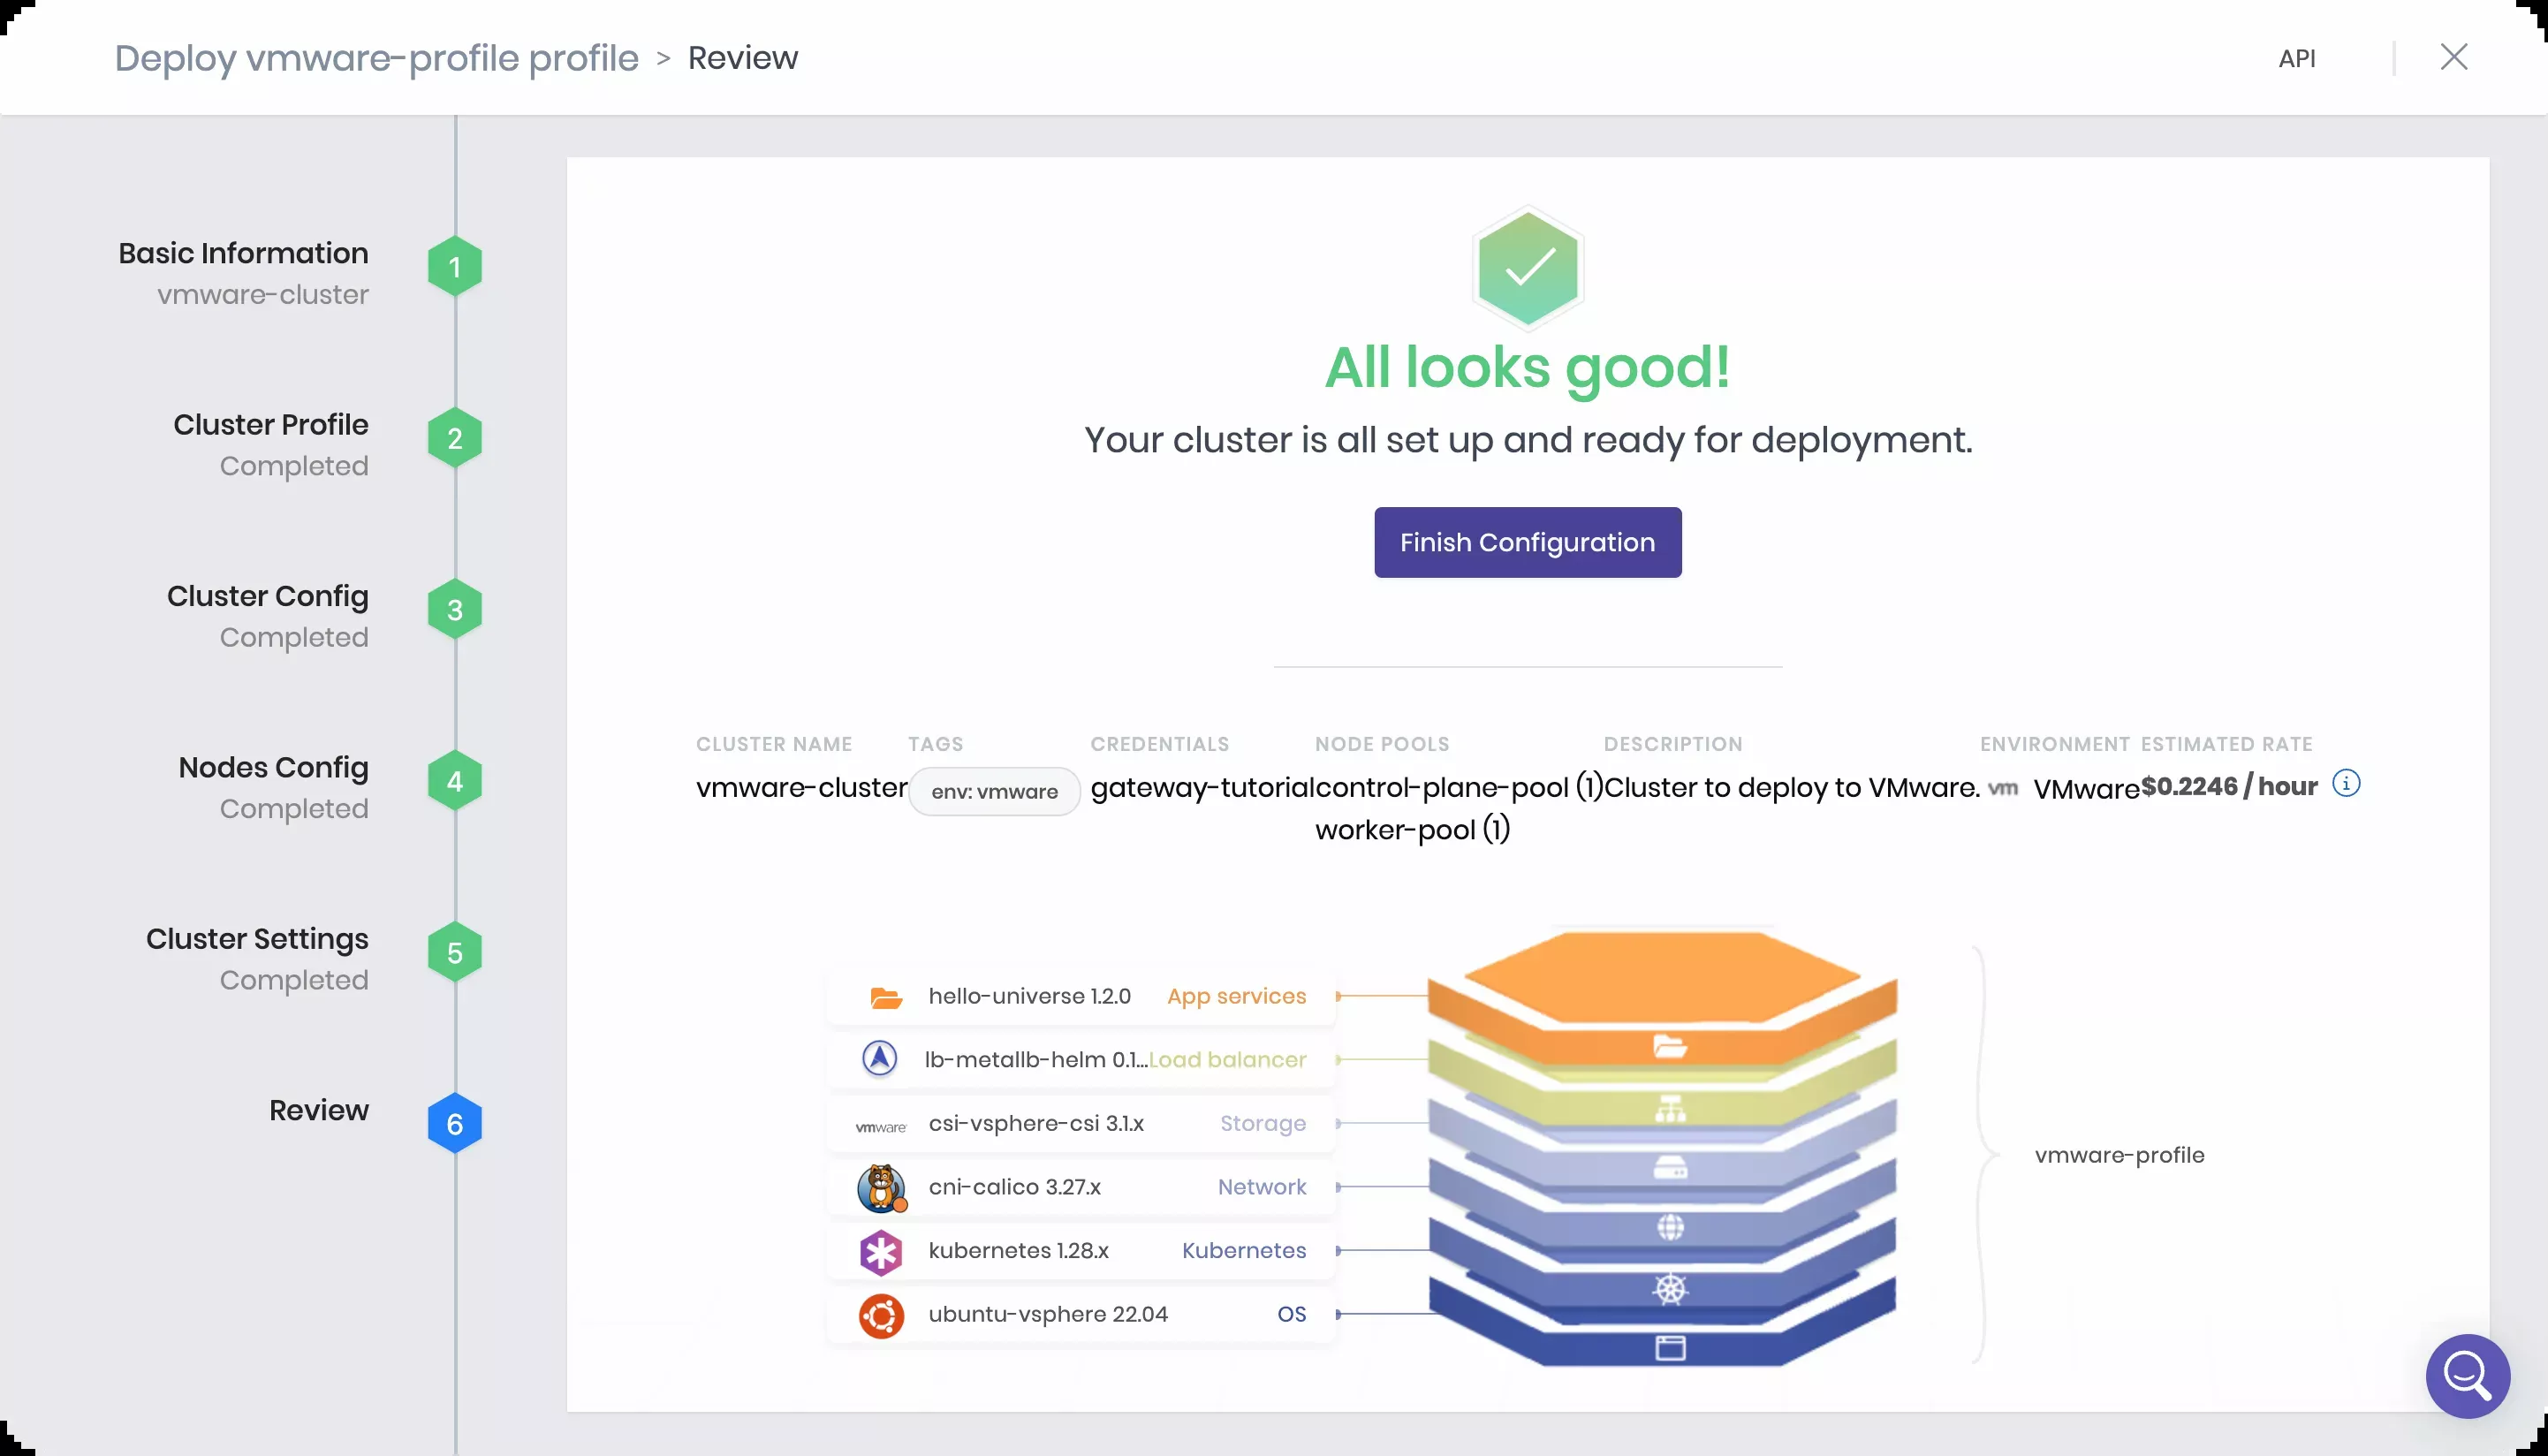 Deploy vmware-profile profile > Review
API
Basic Information
vmware-cluster
1
Cluster Profile
Completed
2
Cluster Config
Completed
3
Nodes Config
Completed
4
Cluster Settings
Completed
5
Review
6
All looks good!
Your cluster is all set up and ready for deployment.
Finish Configuration
CLUSTER NAME TAGS CREDENTIALS NODE POOLS DESCRIPTION ENVIRONMENT ESTIMATED RATE
vmware-cluster env: vmware gateway-tutorial control-plane-pool (1) Cluster to deploy to VMware. vm VMware $0.2246 / hour i
worker-pool (1)
hello-universe 1.2.0 App services
lb-metallb-helm 0.1... Load balancer
vmware csi-vsphere-csi 3.1.x Storage
cni-calico 3.27.x Network
kubernetes 1.28.x Kubernetes
ubuntu-vsphere 22.04 OS
vmware-profile